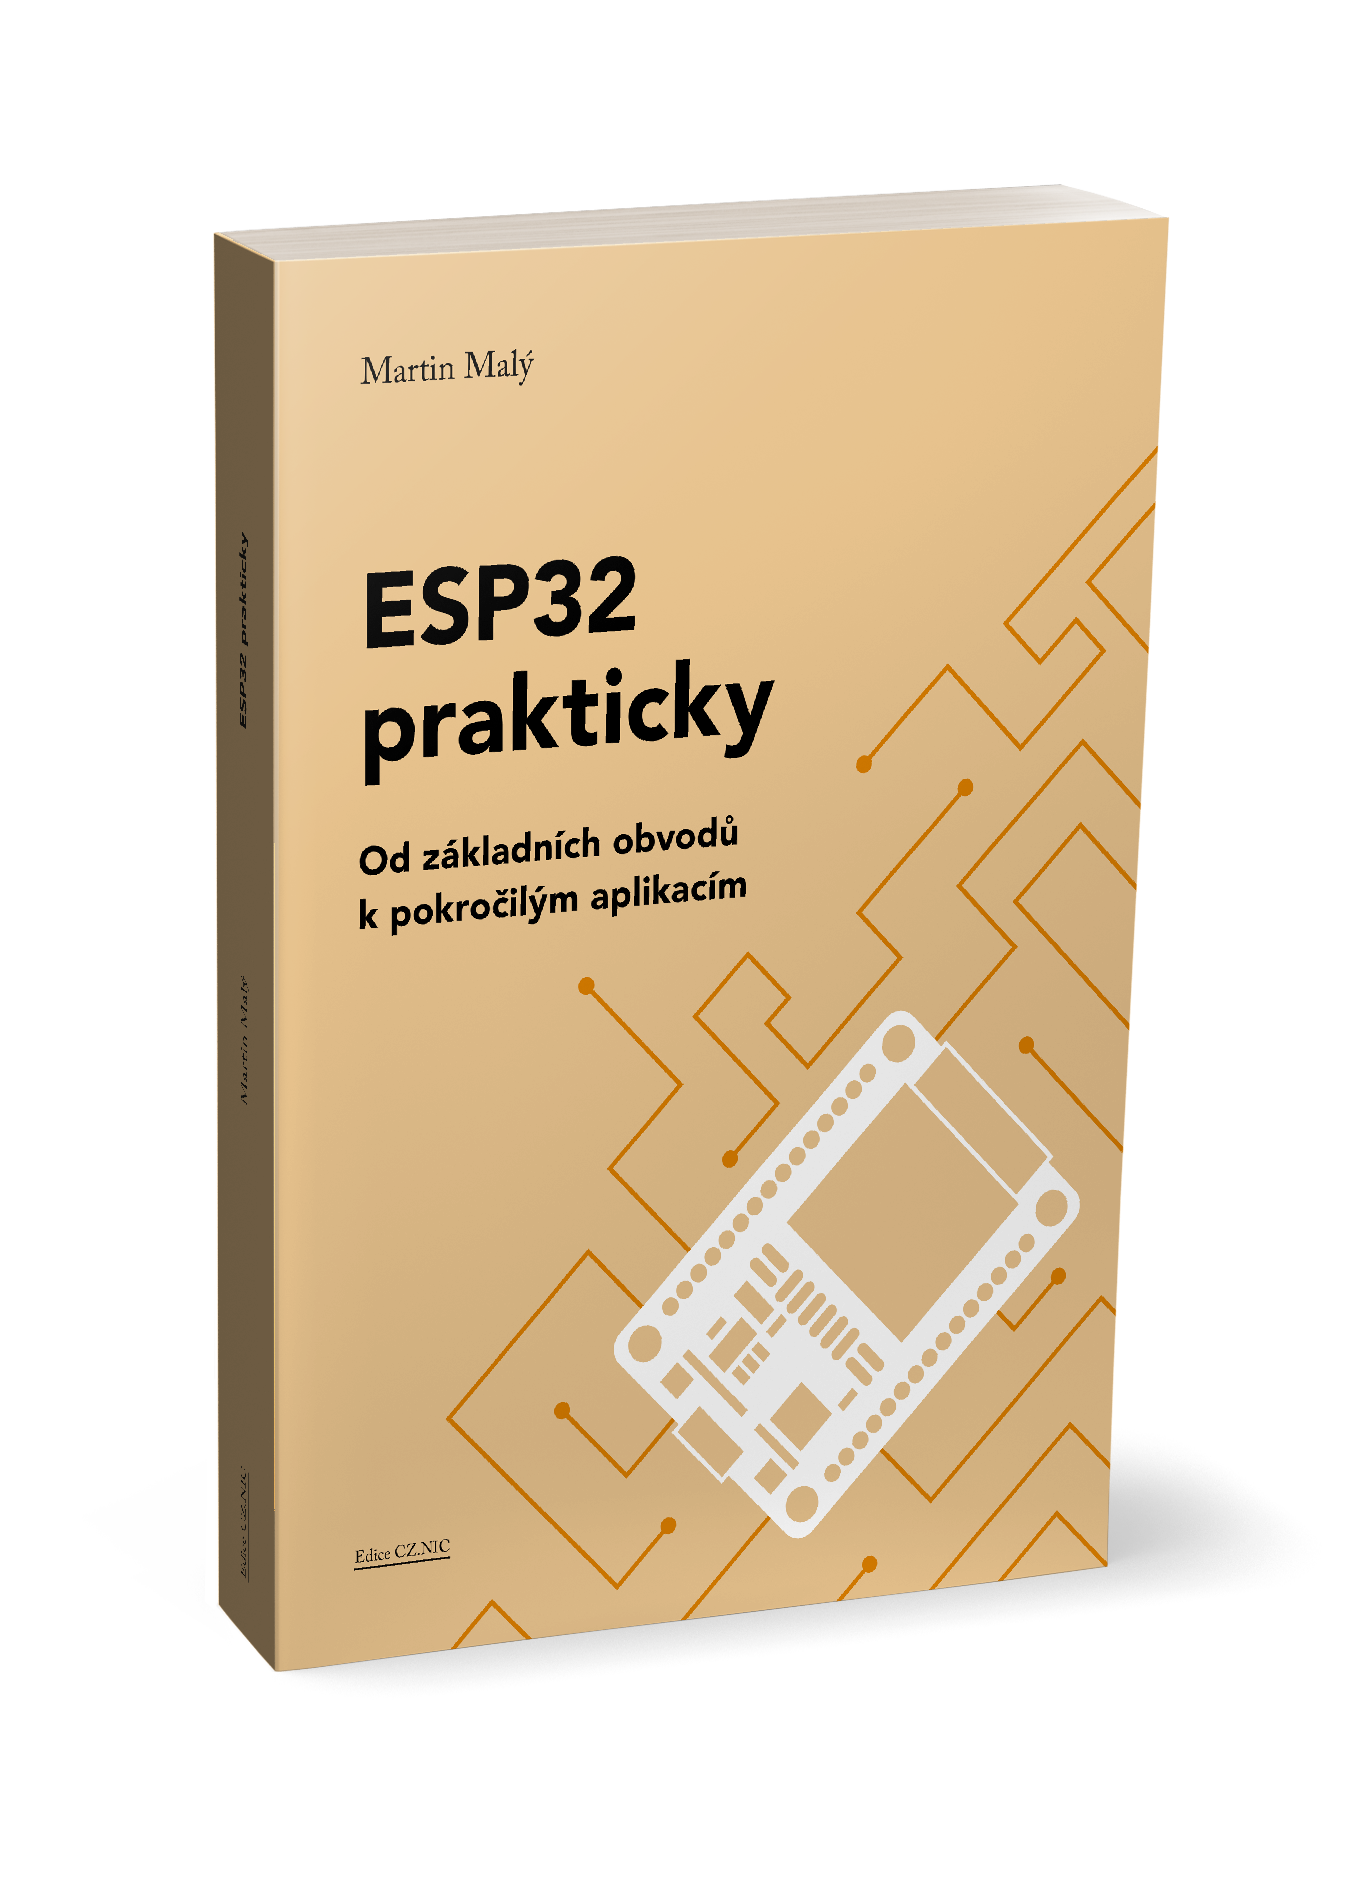 Martin Malý
ESP32
prakticky
Od základních obvodů
k pokročilým aplikacím
Edice CZ.NIC
ESP32 prakticky
Martin Malý
Edice CZ.NIC